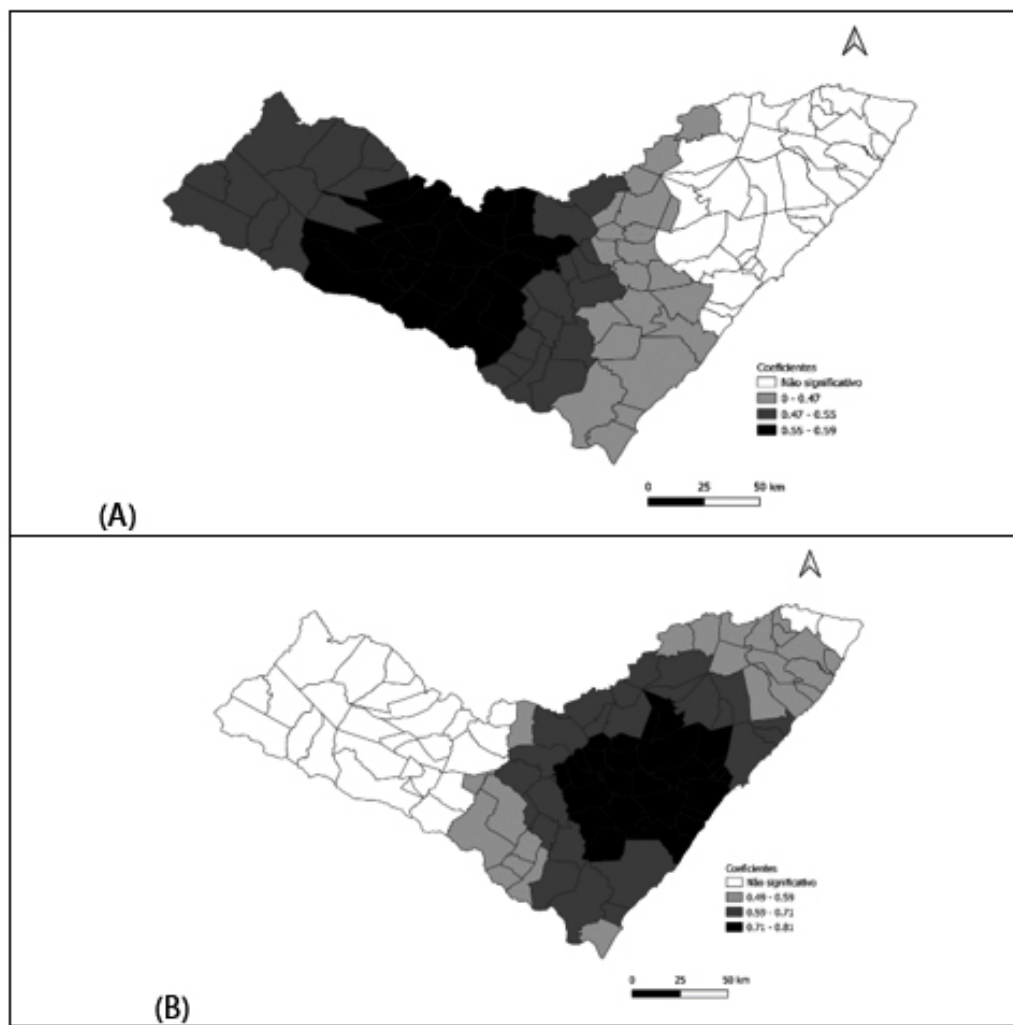 Coeficientes
Não significativo
0 - 0.47
0.47 - 0.55
0.55 - 0.59
0 25 50 km
(A)
Coeficientes
Não significativo
0.49 - 0.59
0.59 - 0.71
0.71 - 0.81
0 25 50 km
(B)